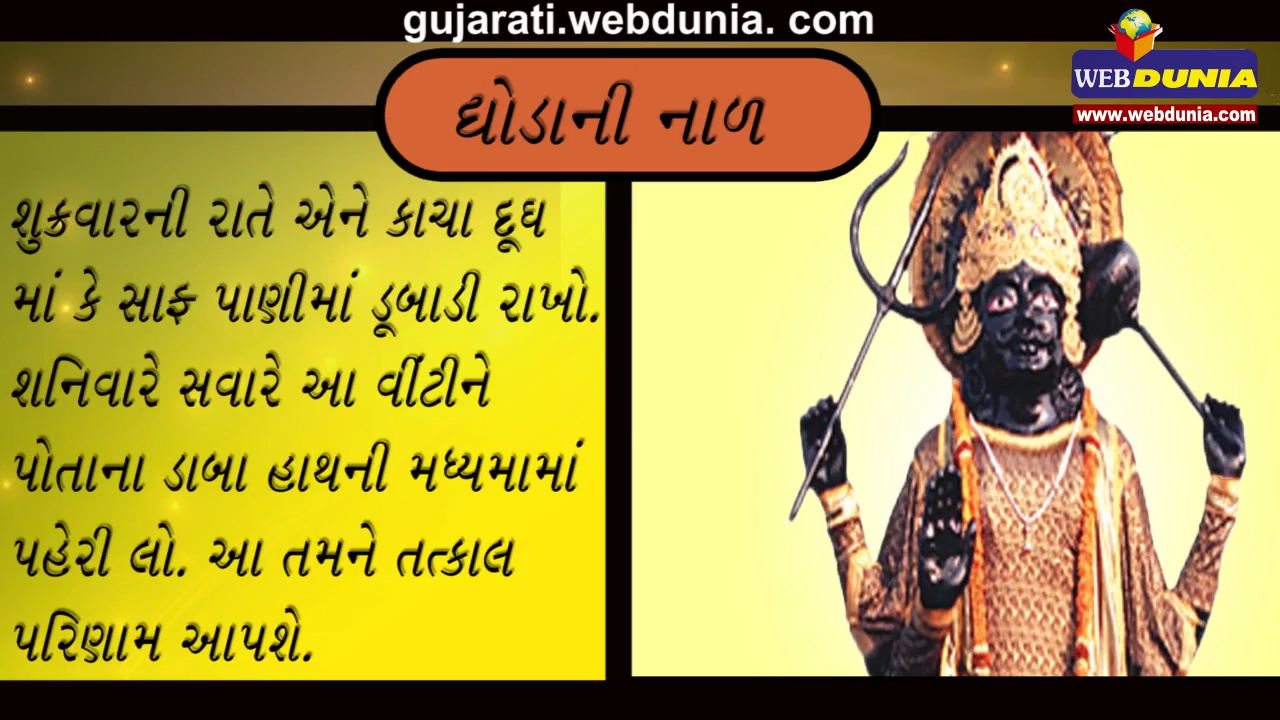 gujarati.webdunia. com
WEBDUNIA
www.webdunia.com
ઘોડાની નાળ
શુક્રવારની રાતે એને કાચા દૂધ
માં કે સાફ પાણીમાં ડૂબાડી રાખો.
શનિવારે સવારે આ વીંટીને
પોતાના ડાબા હાથની મધ્યમામાં
પહેરી લો. આ તમને તત્કાલ
પરિણામ આપશે.